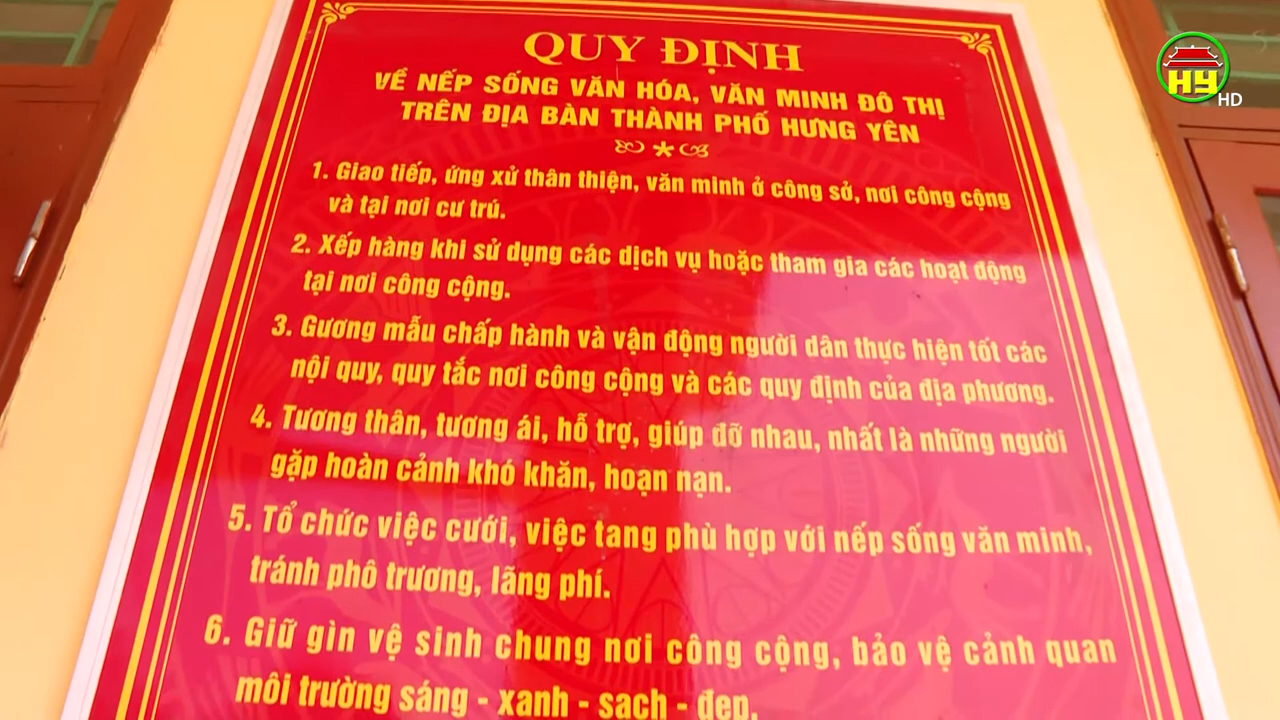 QUY ĐỊNH
VỀ NẾP SỐNG VĂN HÓA, VĂN MINH ĐÔ THỊ
TRÊN ĐỊA BÀN THÀNH PHỐ HƯNG YÊN
1. Giao tiếp, ứng xử thân thiện, văn minh ở công sở, nơi công cộng
và tại nơi cư trú.
2. Xếp hàng khi sử dụng các dịch vụ hoặc tham gia các hoạt động
tại nơi công cộng.
3. Gương mẫu chấp hành và vận động người dân thực hiện tốt các
nội quy, quy tắc nơi công cộng và các quy định của địa phương.
4. Tương thân, tương ái, hỗ trợ, giúp đỡ nhau, nhất là những người
gặp hoàn cảnh khó khăn, hoạn nạn.
5. Tổ chức việc cưới, việc tang phù hợp với nếp sống văn minh,
tránh phô trương, lãng phí.
6. Giữ gìn vệ sinh chung nơi công cộng, bảo vệ cảnh quan
môi trường sáng - xanh - sạch - đẹp.
HY HD